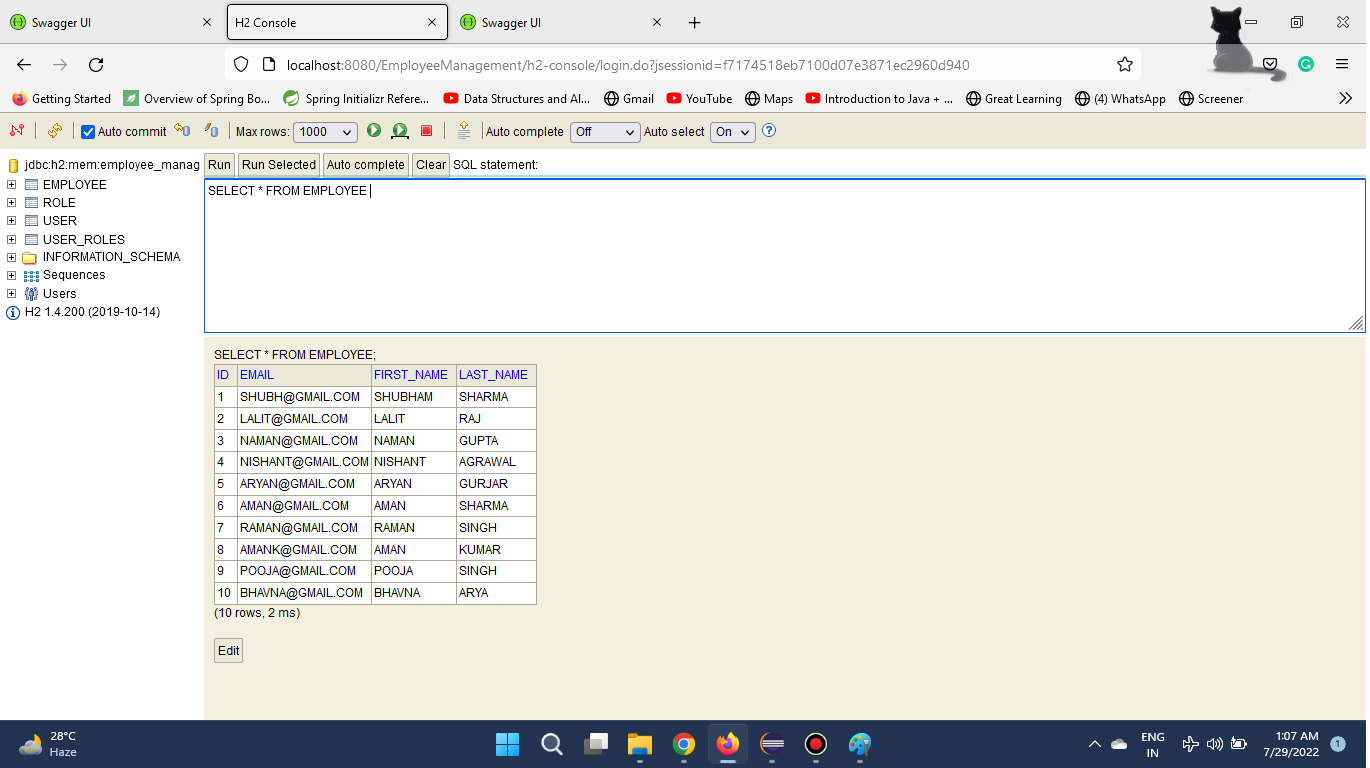 Swagger UI
H2 Console
Swagger UI
localhost:8080/EmployeeManagement/h2-console/login.do?jsessionid=f7174518eb7100d07e3871ec2960d940
Getting Started Overview of Spring Bo... Spring Initializr Refere... Data Structures and Al... Gmail YouTube Maps Introduction to Java + ... Great Learning (4) WhatsApp Screener
Auto commit Max rows: 1000 Auto complete Off Auto select On
jdbc:h2:mem:employee_manag
EMPLOYEE
ROLE
USER
USER_ROLES
INFORMATION_SCHEMA
Sequences
Users
H2 1.4.200 (2019-10-14)
Run Run Selected Auto complete Clear SQL statement:
SELECT * FROM EMPLOYEE
SELECT * FROM EMPLOYEE;
ID EMAIL FIRST_NAME LAST_NAME
1 SHUBH@GMAIL.COM SHUBHAM SHARMA
2 LALIT@GMAIL.COM LALIT RAJ
3 NAMAN@GMAIL.COM NAMAN GUPTA
4 NISHANT@GMAIL.COM NISHANT AGRAWAL
5 ARYAN@GMAIL.COM ARYAN GURJAR
6 AMAN@GMAIL.COM AMAN SHARMA
7 RAMAN@GMAIL.COM RAMAN SINGH
8 AMANK@GMAIL.COM AMAN KUMAR
9 POOJA@GMAIL.COM POOJA SINGH
10 BHAVNA@GMAIL.COM BHAVNA ARYA
(10 rows, 2 ms)
Edit
28°C
Haze
ENG
IN
1:07 AM
7/29/2022
1